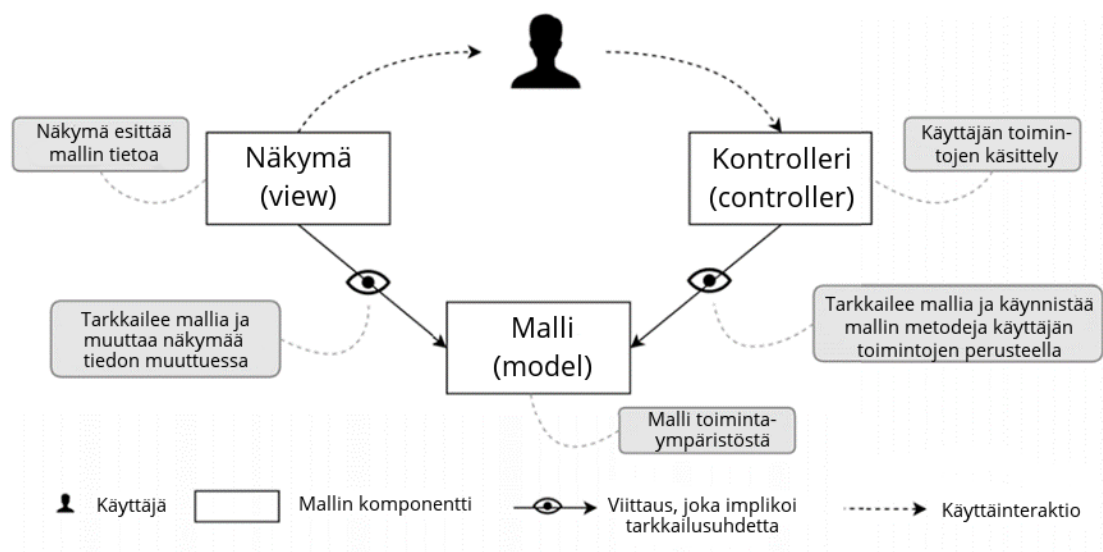 Näkymä esittää
mallin tietoa
Näkymä
(view)
Kontrolleri
(controller)
Käyttäjän toimin-
tojen käsittely
Tarkkailee mallia ja
muuttaa näkymää
tiedon muuttuessa
Malli
(model)
Tarkkailee mallia ja käynnistää
mallin metodeja käyttäjän
toimintojen perusteella
Malli toiminta-
ympäristöstä
Käyttäjä
Mallin komponentti
Viittaus, joka implikoi
tarkkailusuhdetta
Käyttäinteraktio